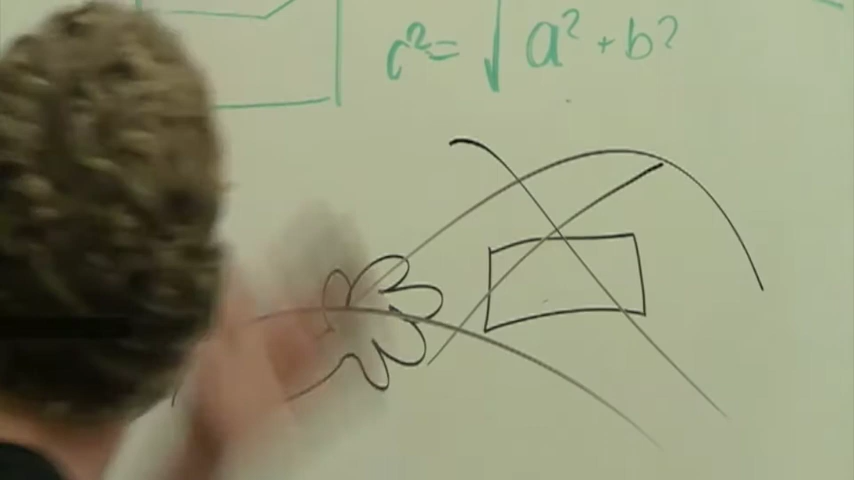 c²= √ a² + b²